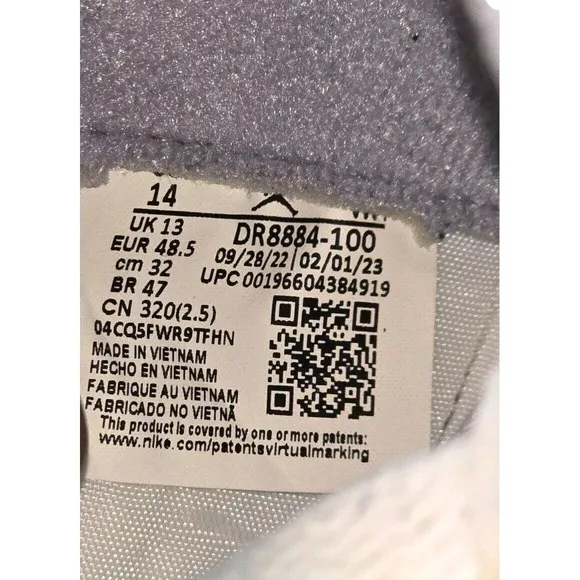 14
UK 13
EUR 48.5
cm 32
BR 47
CN 320(2.5)
04CQ5FWR9TFHN
DR8884-100
09/28/22 02/01/23
UPC 00196604384919
MADE IN VIETNAM
HECHO EN VIETNAM
FABRIQUE AU VIETNAM
FABRICADO NO VIETNÃ
This product is covered by one or more patents:
www.nike.com/patentsvirtualmarking